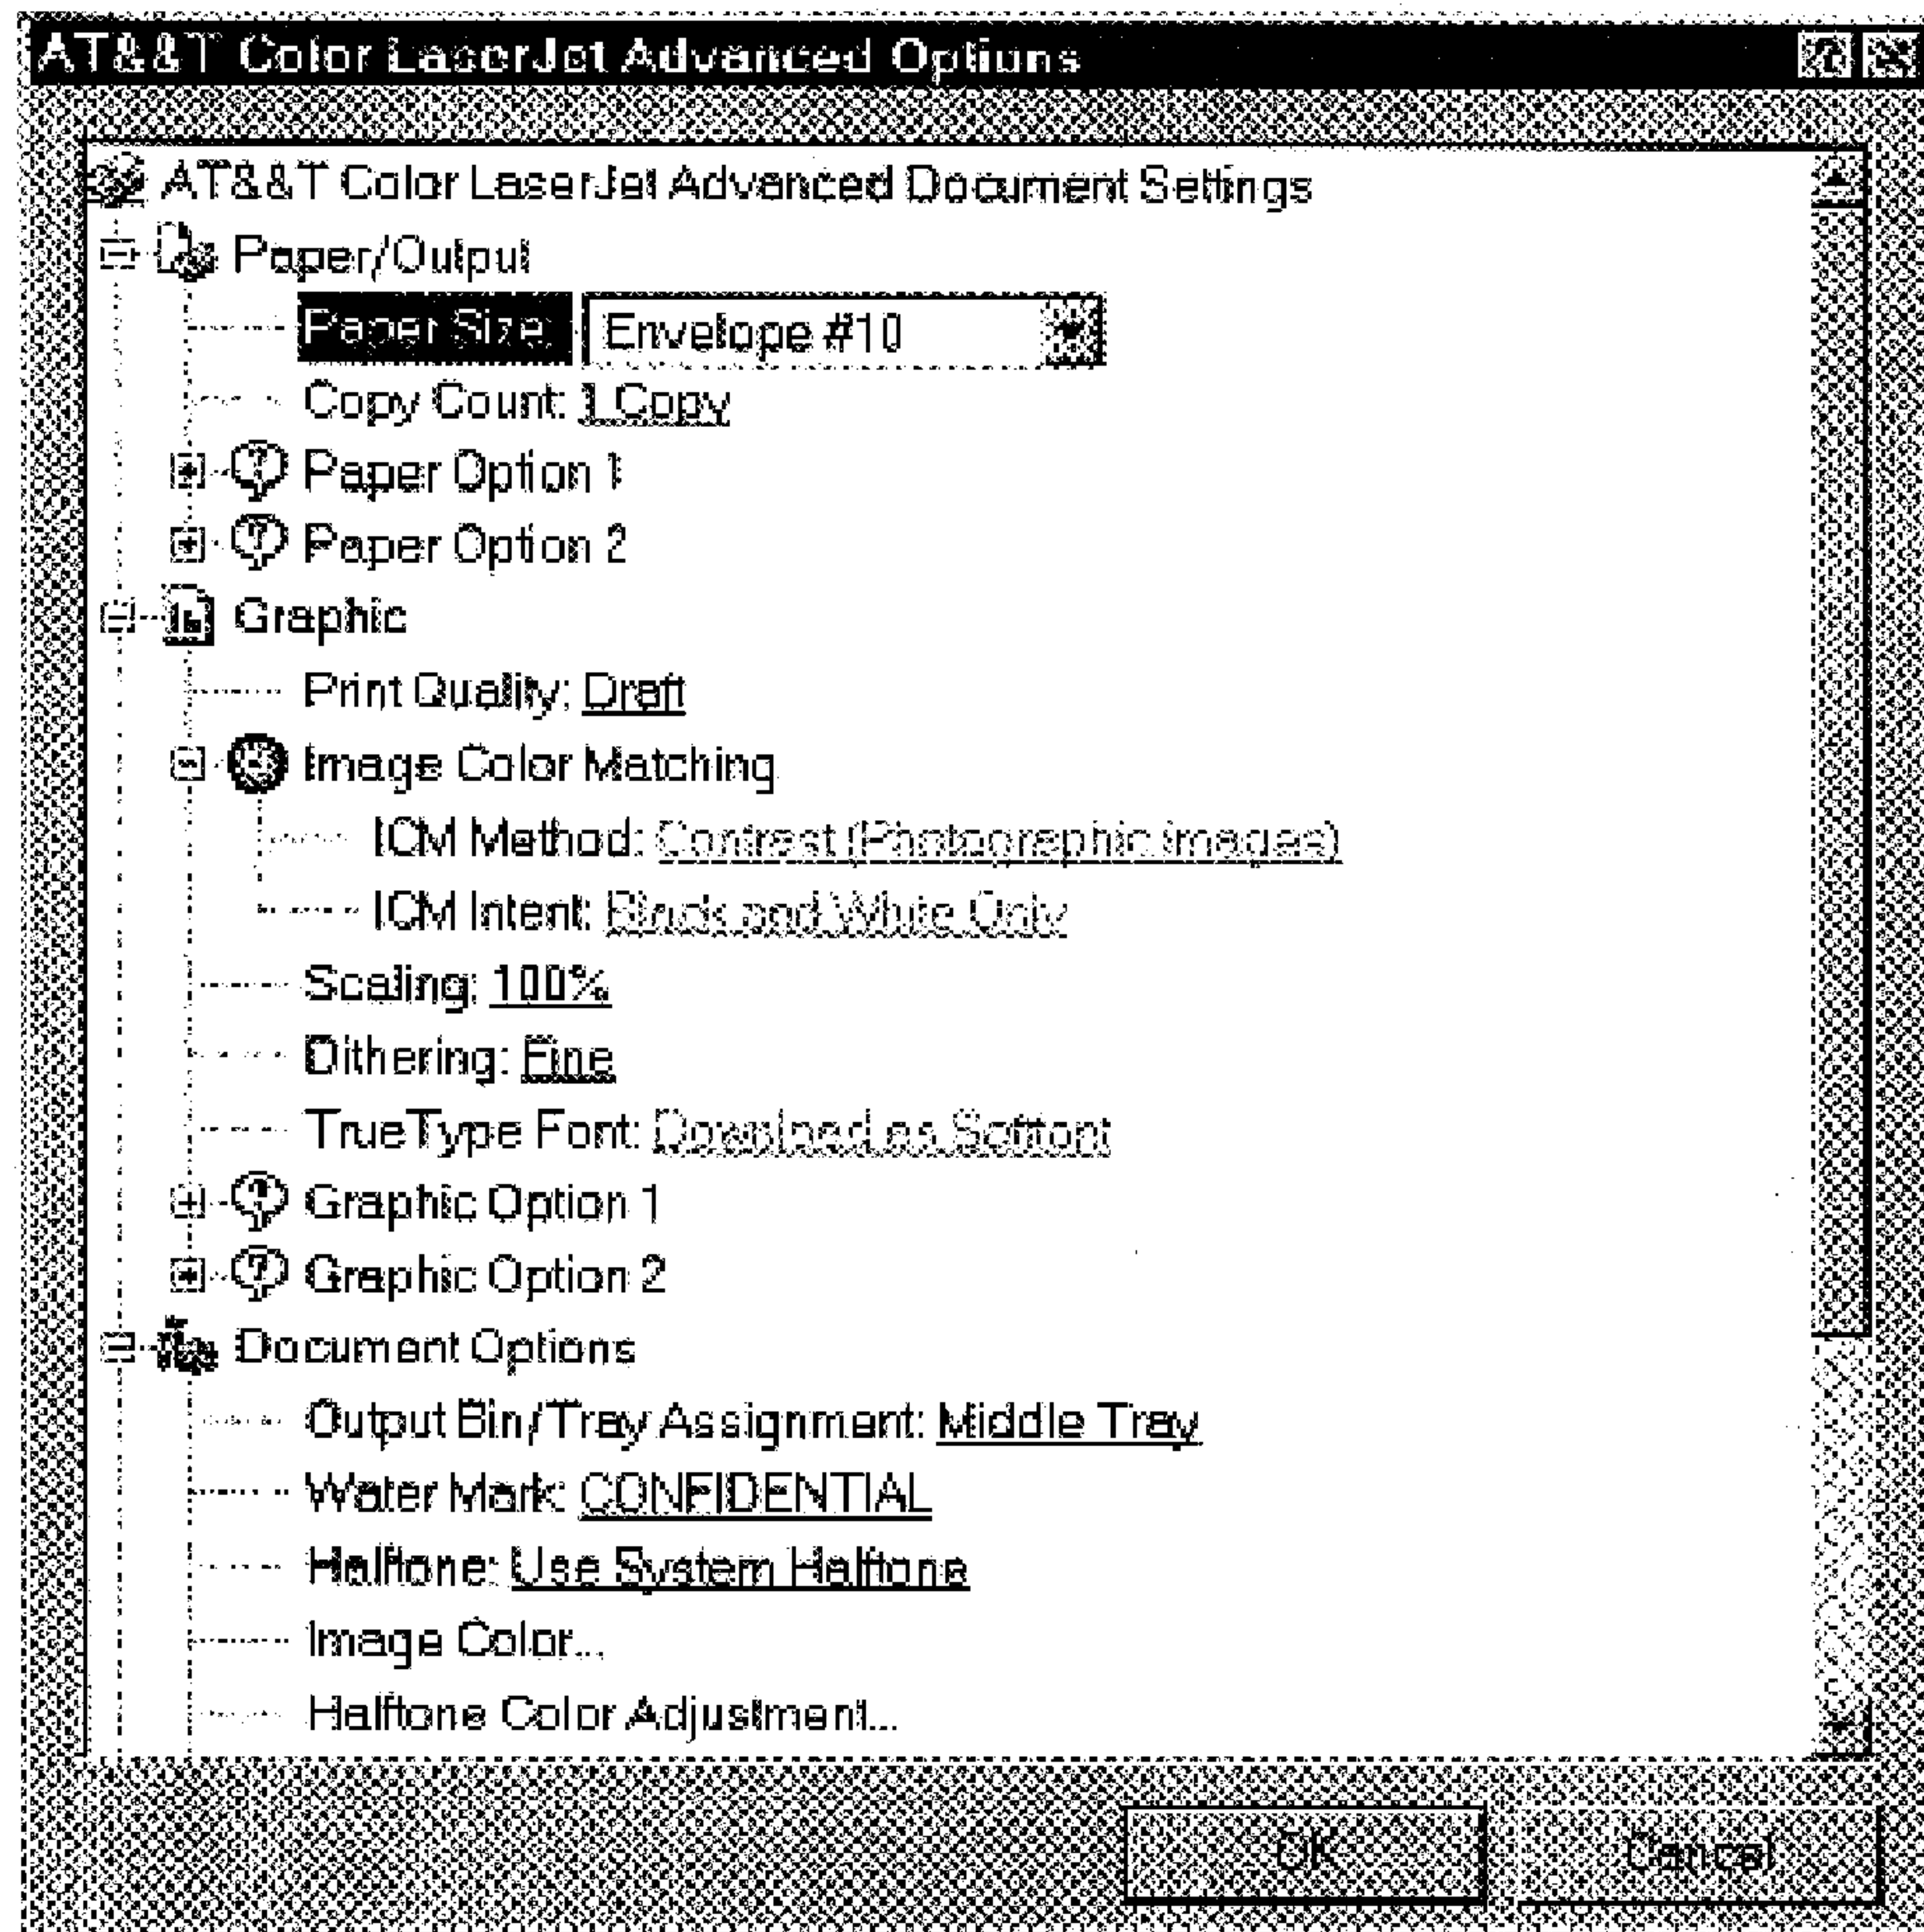 AT&&T Color LaserJet Advanced Options
AT&&T Color LaserJet Advanced Document Settings
Paper/Output
Paper Size: Envelope #10
Copy Count: 1 Copy
Paper Option 1
Paper Option 2
Graphic
Print Quality: Draft
Image Color Matching
ICM Method: Contrast (Photographic images)
ICM Intent: Black and White Only
Scaling: 100%
Dithering: Fine
TrueType Font: Download as Softfont
Graphic Option 1
Graphic Option 2
Document Options
Output Bin/Tray Assignment: Middle Tray
Water Mark: CONFIDENTIAL
Halftone: Use System Halftone
Image Color...
Halftone Color Adjustment...
OK Cancel